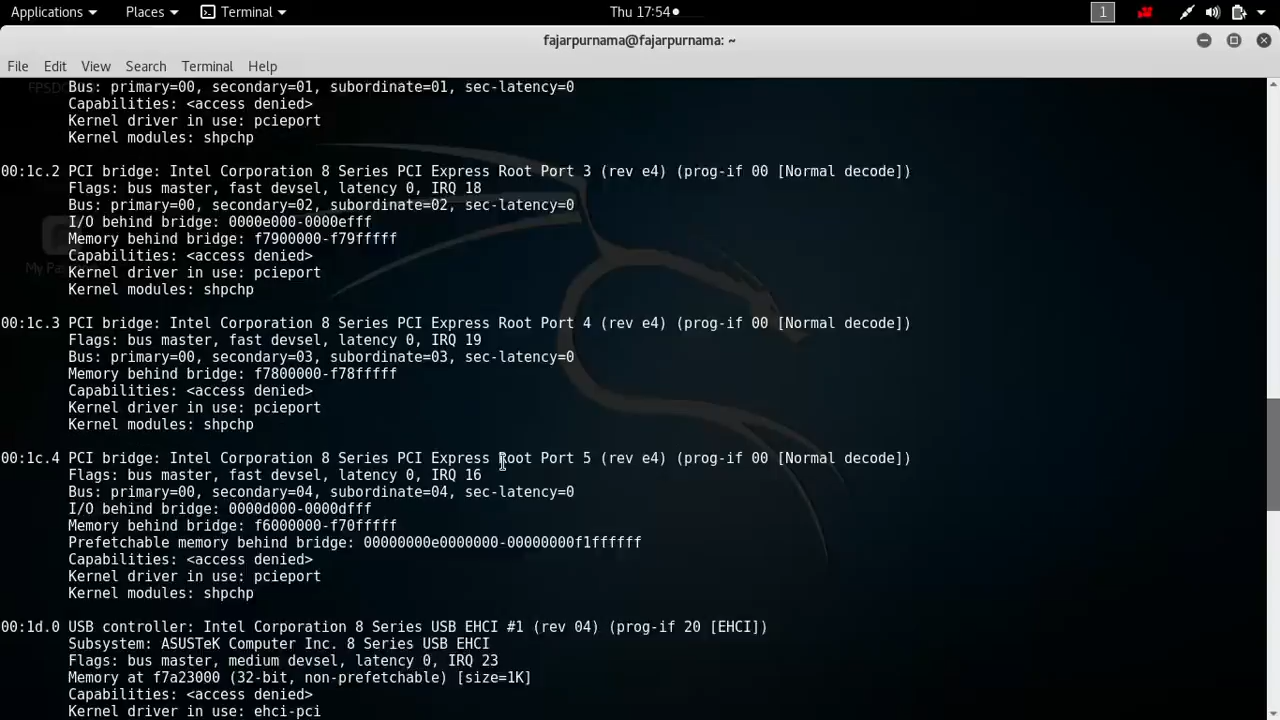 Applications Places Terminal Thu 17:54 1
fajarpurnama@fajarpurnama: ~
File Edit View Search Terminal Help
Bus: primary=00, secondary=01, subordinate=01, sec-latency=0
Capabilities: <access denied>
Kernel driver in use: pcieport
Kernel modules: shpchp
00:1c.2 PCI bridge: Intel Corporation 8 Series PCI Express Root Port 3 (rev e4) (prog-if 00 [Normal decode])
Flags: bus master, fast devsel, latency 0, IRQ 18
Bus: primary=00, secondary=02, subordinate=02, sec-latency=0
I/O behind bridge: 0000e000-0000efff
Memory behind bridge: f7900000-f79fffff
Capabilities: <access denied>
Kernel driver in use: pcieport
Kernel modules: shpchp
00:1c.3 PCI bridge: Intel Corporation 8 Series PCI Express Root Port 4 (rev e4) (prog-if 00 [Normal decode])
Flags: bus master, fast devsel, latency 0, IRQ 19
Bus: primary=00, secondary=03, subordinate=03, sec-latency=0
Memory behind bridge: f7800000-f78fffff
Capabilities: <access denied>
Kernel driver in use: pcieport
Kernel modules: shpchp
00:1c.4 PCI bridge: Intel Corporation 8 Series PCI Express Root Port 5 (rev e4) (prog-if 00 [Normal decode])
Flags: bus master, fast devsel, latency 0, IRQ 16
Bus: primary=00, secondary=04, subordinate=04, sec-latency=0
I/O behind bridge: 0000d000-0000dfff
Memory behind bridge: f6000000-f70fffff
Prefetchable memory behind bridge: 00000000e0000000-00000000f1ffffff
Capabilities: <access denied>
Kernel driver in use: pcieport
Kernel modules: shpchp
00:1d.0 USB controller: Intel Corporation 8 Series USB EHCI #1 (rev 04) (prog-if 20 [EHCI])
Subsystem: ASUSTeK Computer Inc. 8 Series USB EHCI
Flags: bus master, medium devsel, latency 0, IRQ 23
Memory at f7a23000 (32-bit, non-prefetchable) [size=1K]
Capabilities: <access denied>
Kernel driver in use: ehci-pci